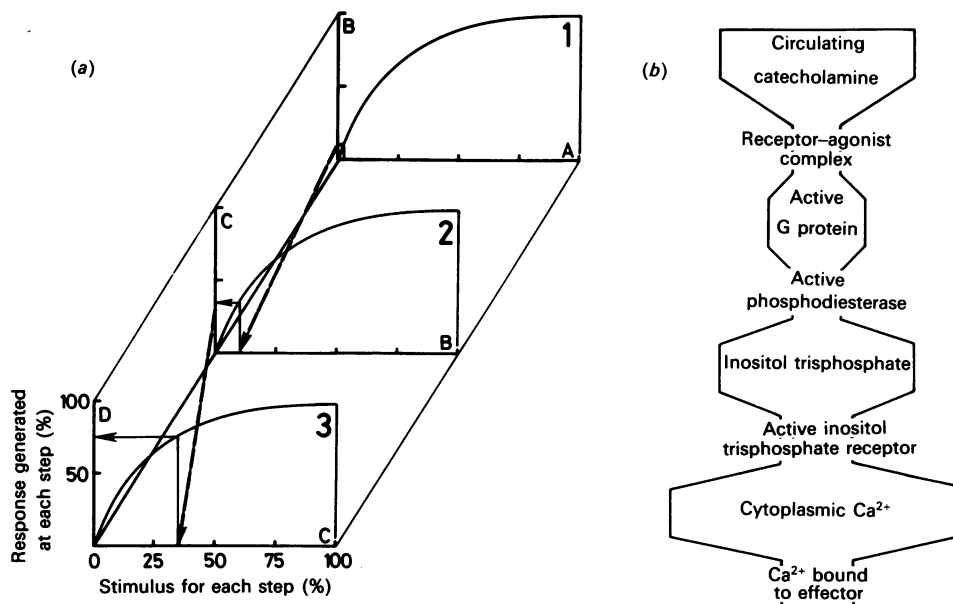 (a)
B
1
A
C
2
B
Response generated
at each step (%)
100
50
D
3
C
0
25
50
75
100
Stimulus for each step (%)
(b)
Circulating
catecholamine
Receptor–agonist
complex
Active
G protein
Active
phosphodiesterase
Inositol trisphosphate
Active inositol
trisphosphate receptor
Cytoplasmic Ca²⁺
Ca²⁺ bound
to effector